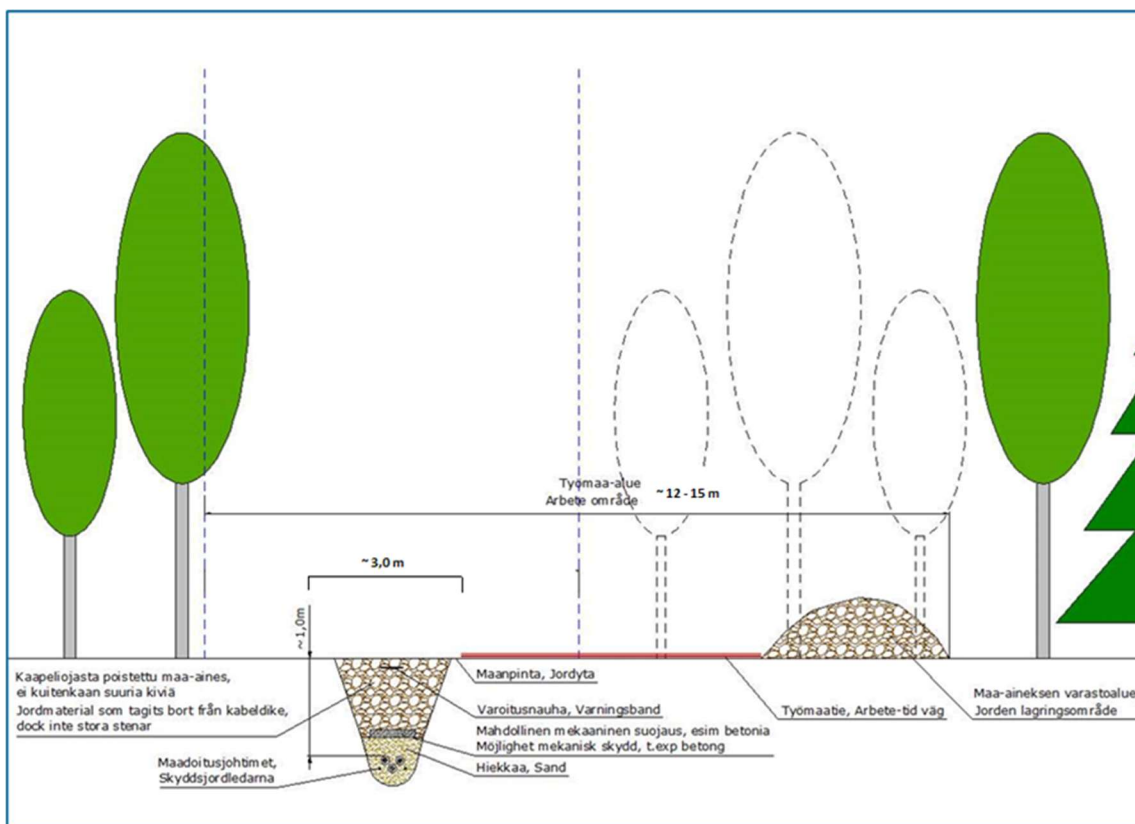 Työmaa-alue
Arbete område
~ 12 - 15 m
~ 3,0 m
~1,0m
Kaapeliojasta poistettu maa-aines,
ei kuitenkaan suuria kiviä
Jordmaterial som tagits bort från kabeldike,
dock inte stora stenar
Maanpinta, Jordyta
Varoitusnauha, Varningsband
Mahdollinen mekaaninen suojaus, esim betonia
Möjlighet mekanisk skydd, t.exp betong
Hiekkaa, Sand
Maadoitusjohtimet,
Skyddsjordledarna
Työmaatie, Arbete-tid väg
Maa-aineksen varastoalue
Jorden lagringsområde